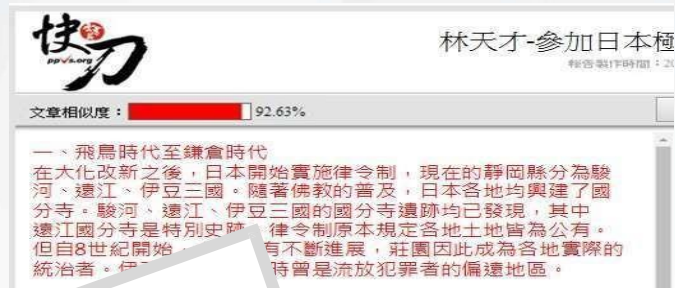 快刀
ppvs.org
林天才-參加日本極
報告製作時間：20
文章相似度：
92.63%
一、飛鳥時代至鎌倉時代
在大化改新之後，日本開始實施律令制，現在的靜岡縣分為駿
河、遠江、伊豆三國。隨著佛教的普及，日本各地均興建了國
分寺。駿河、遠江、伊豆三國的國分寺遺跡均已發現，其中
遠江國分寺是特別史跡。律令制原本規定各地土地皆為公有。
但自8世紀開始， 有不斷進展，莊園因此成為各地實際的
統治者。伊 時曾是流放犯罪者的偏遠地區。